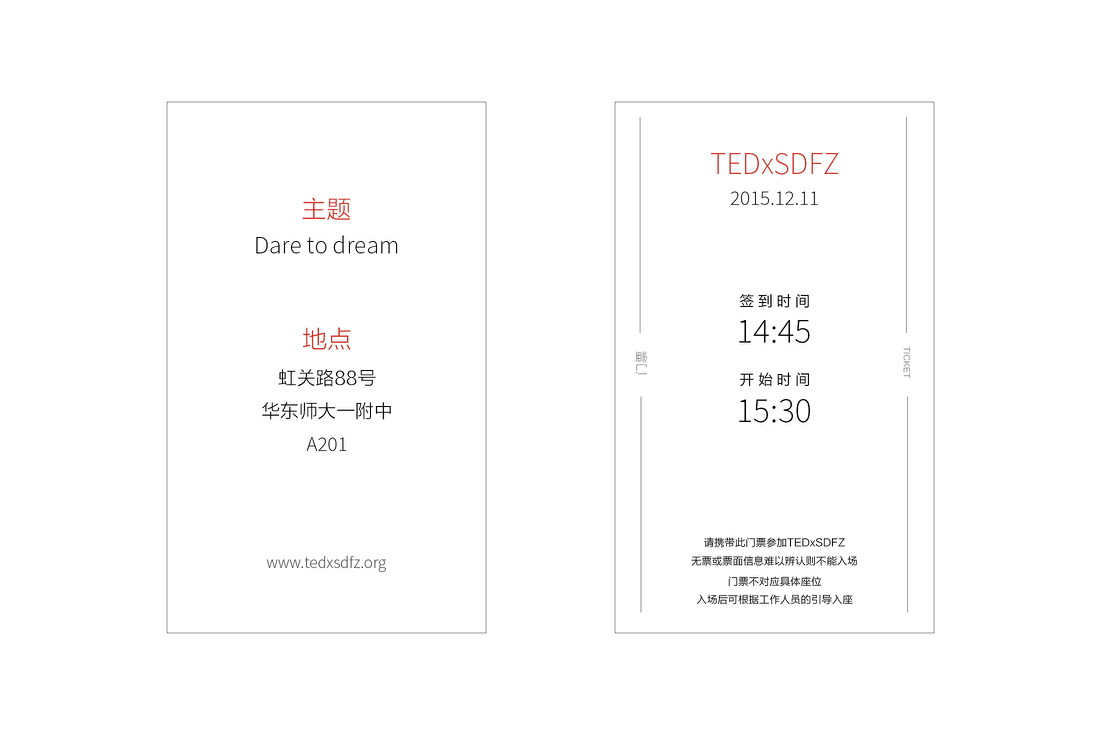 主题
Dare to dream
地点
虹关路88号
华东师大一附中
A201
www.tedxsdfz.org
TEDxSDFZ
2015.12.11
签到时间
14:45
开始时间
15:30
门票
TICKET
请携带此门票参加TEDxSDFZ
无票或票面信息难以辨认则不能入场
门票不对应具体座位
入场后可根据工作人员的引导入座